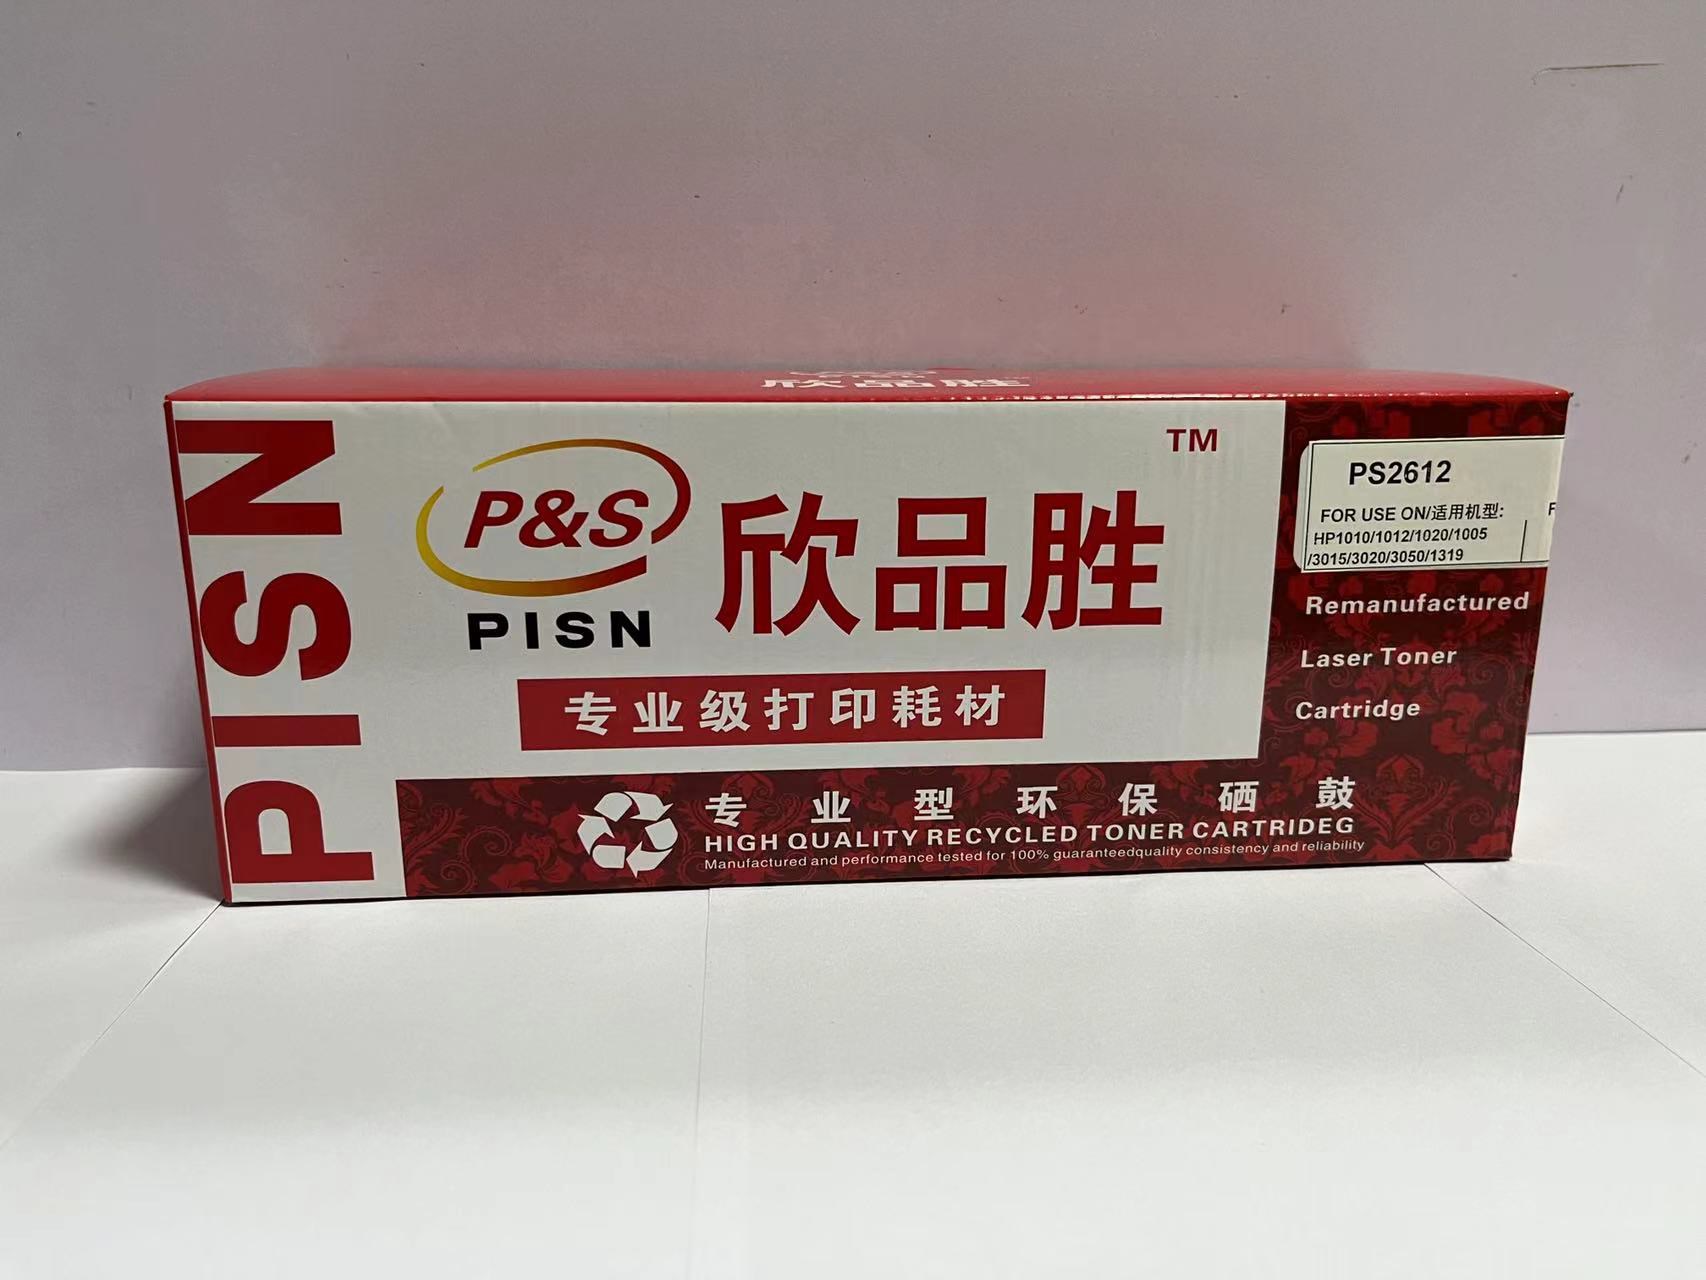 欣品胜
PISN
P&S
PISN
欣品胜
TM
专业级打印耗材
专业型环保硒鼓
HIGH QUALITY RECYCLED TONER CARTRIDEG
Manufactured and performance tested for 100% guaranteedquality consistency and reliability
PS2612
FOR USE ON/适用机型:
HP1010/1012/1020/1005
/3015/3020/3050/1319
Remanufactured
Laser Toner
Cartridge